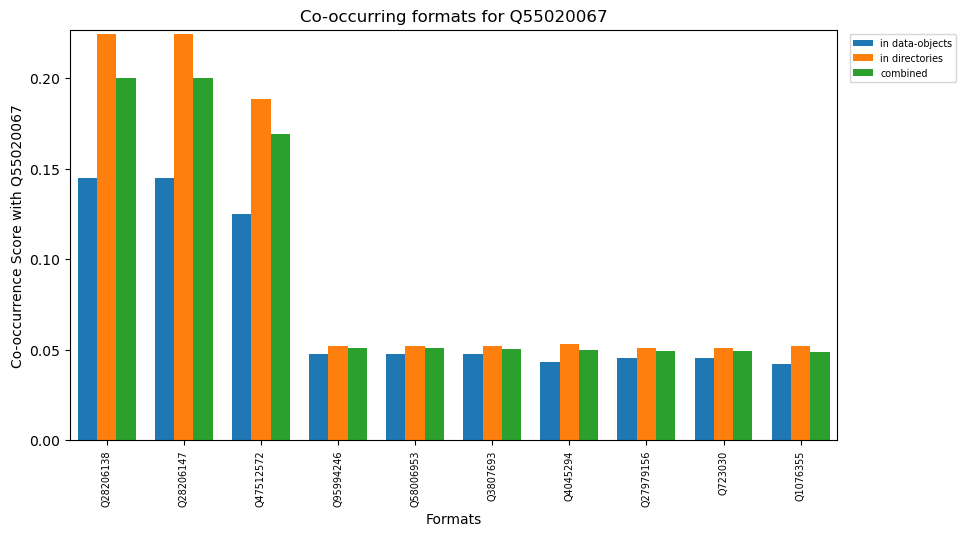 Co-occurring formats for Q55020067
in data-objects
in directories
combined
Co-occurrence Score with Q55020067
0.20
0.15
0.10
0.05
0.00
Q28206138
Q28206147
Q47512572
Q95994246
Q58006953
Q3807693
Q4045294
Q27979156
Q723030
Q1076355
Formats